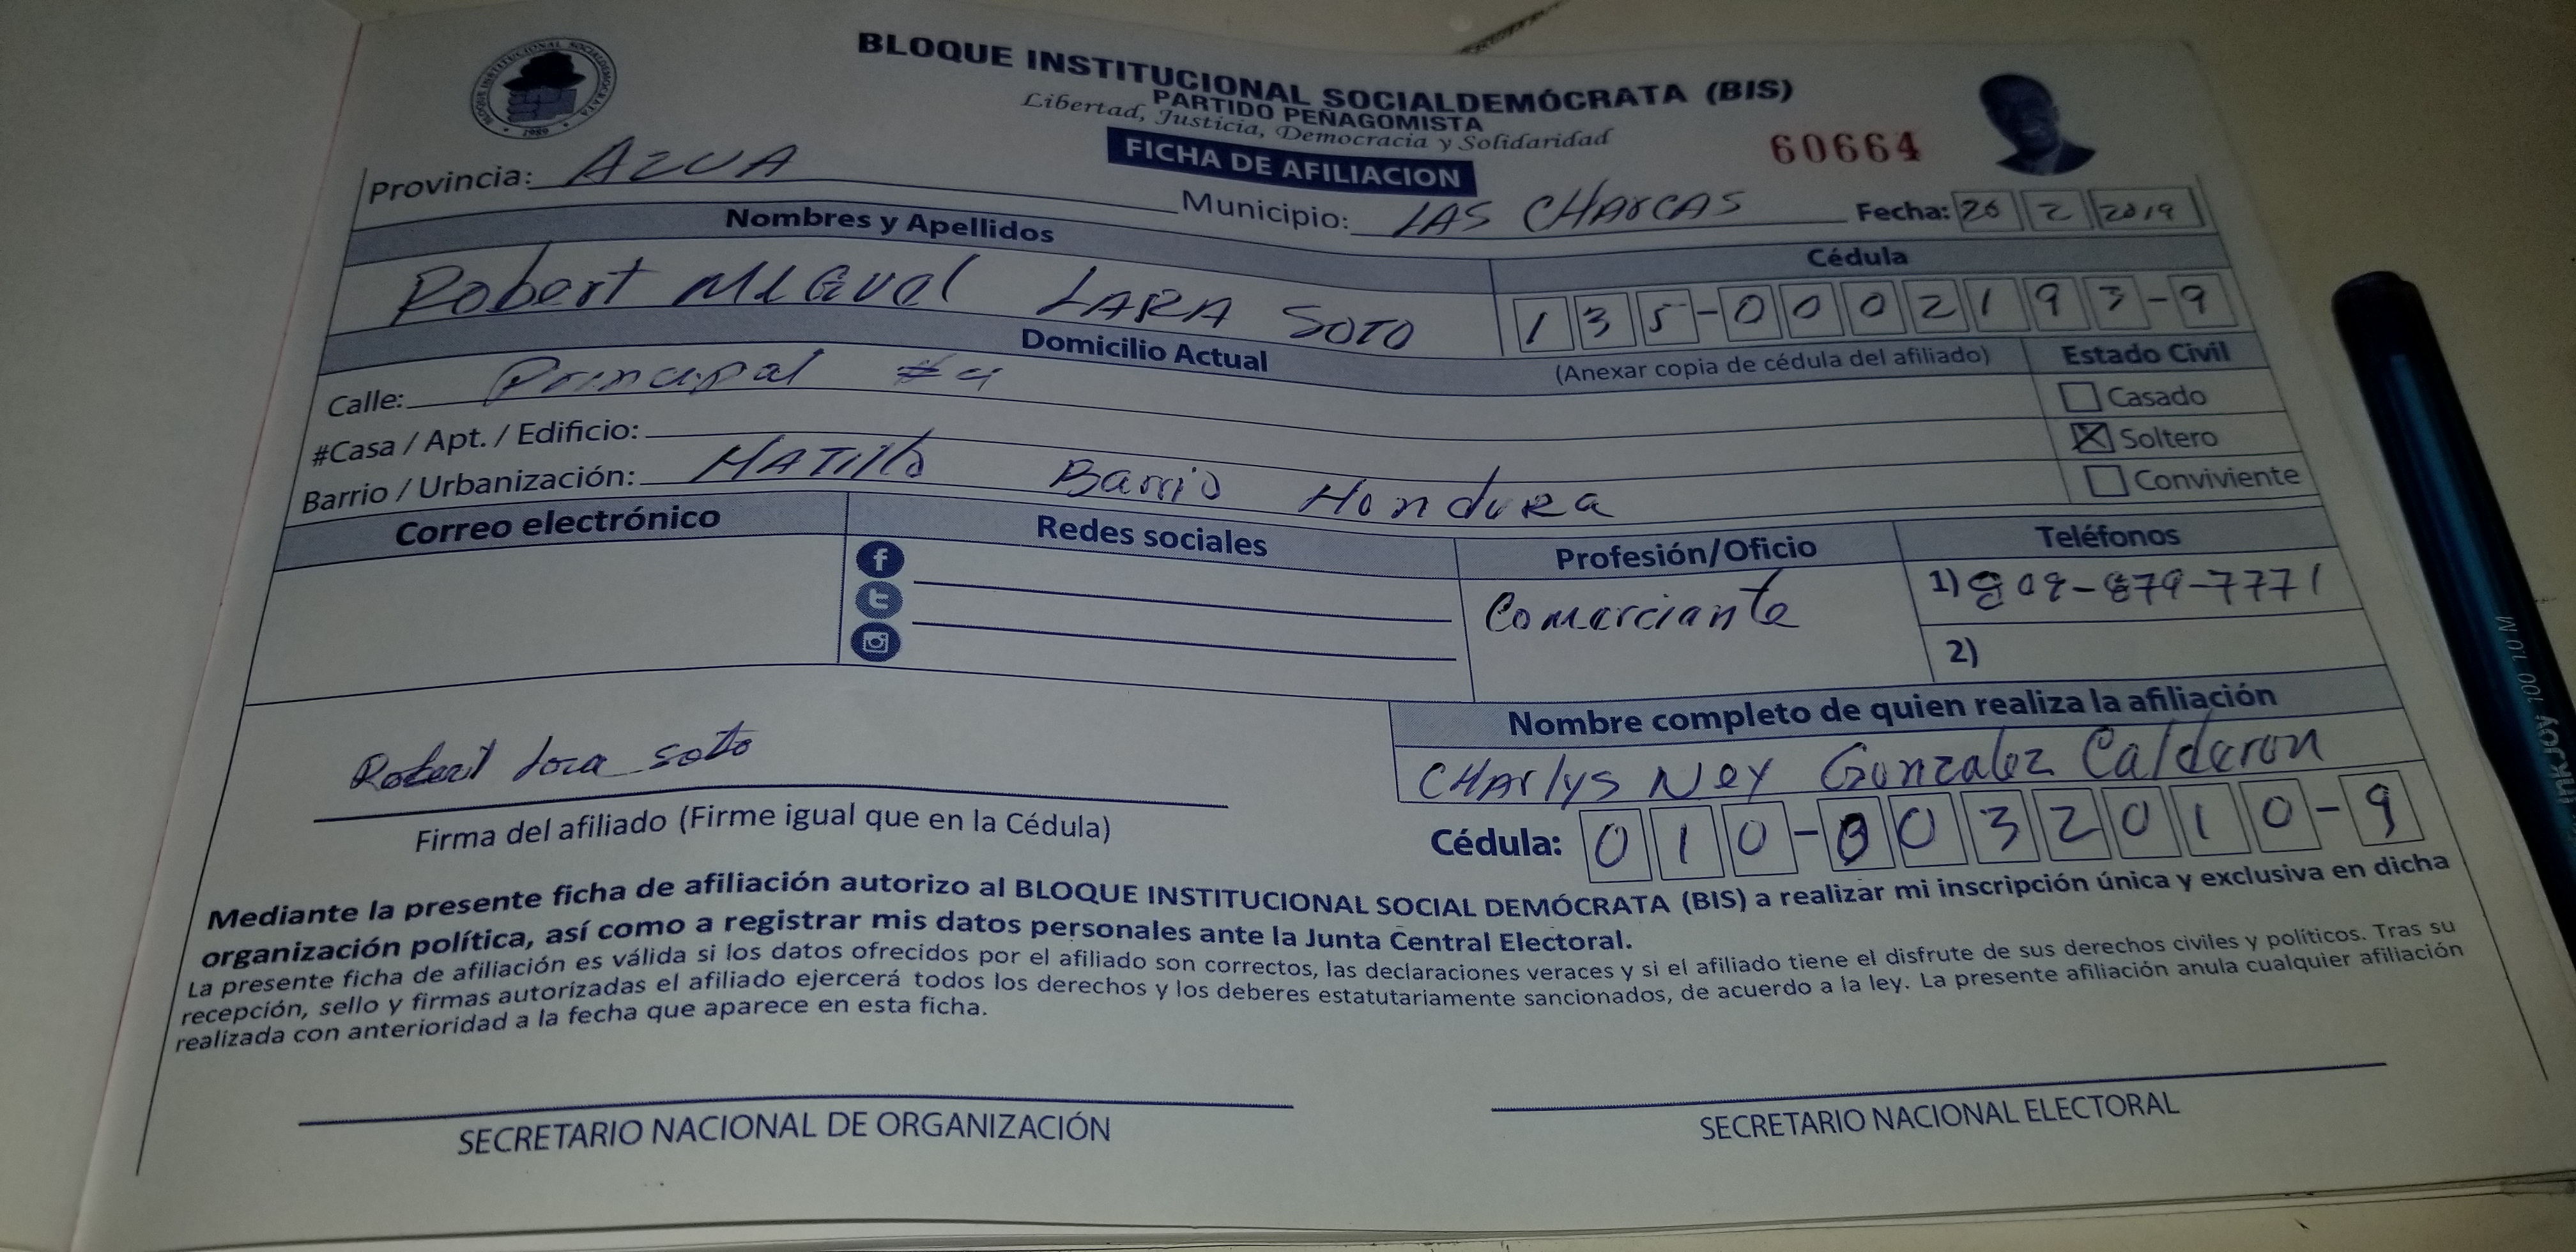 BLOQUE INSTITUCIONAL SOCIALDEMOCRATA
1989
BLOQUE INSTITUCIONAL SOCIALDEMÓCRATA (BIS)
PARTIDO PEÑAGOMISTA
Libertad, Justicia, Democracia y Solidaridad
FICHA DE AFILIACION
60664
Provincia: AZUA Municipio: LAS CHArCAS Fecha: 26 2 2019
Nombres y Apellidos Cédula
Robert MIGuel LARA SOTO 135-0002193-9
Domicilio Actual (Anexar copia de cédula del afiliado) Estado Civil
Calle: Principal #4 Casado
#Casa / Apt. / Edificio: X Soltero
Barrio / Urbanización: HATillo Barrio HonduRa Conviviente
Correo electrónico Redes sociales Profesión/Oficio Teléfonos
f Comerciante 1) 809-879-7771
2)
Robert Lara soto
Nombre completo de quien realiza la afiliación
CHArlys Ney Gonzalez Calderon
Firma del afiliado (Firme igual que en la Cédula) Cédula: 010-0032010-9
Mediante la presente ficha de afiliación autorizo al BLOQUE INSTITUCIONAL SOCIAL DEMÓCRATA (BIS) a realizar mi inscripción única y exclusiva en dicha
organización política, así como a registrar mis datos personales ante la Junta Central Electoral.
La presente ficha de afiliación es válida si los datos ofrecidos por el afiliado son correctos, las declaraciones veraces y si el afiliado tiene el disfrute de sus derechos civiles y políticos. Tras su
recepción, sello y firmas autorizadas el afiliado ejercerá todos los derechos y los deberes estatutariamente sancionados, de acuerdo a la ley. La presente afiliación anula cualquier afiliación
realizada con anterioridad a la fecha que aparece en esta ficha.
SECRETARIO NACIONAL DE ORGANIZACIÓN SECRETARIO NACIONAL ELECTORAL
InkJoy 100 1.0 M